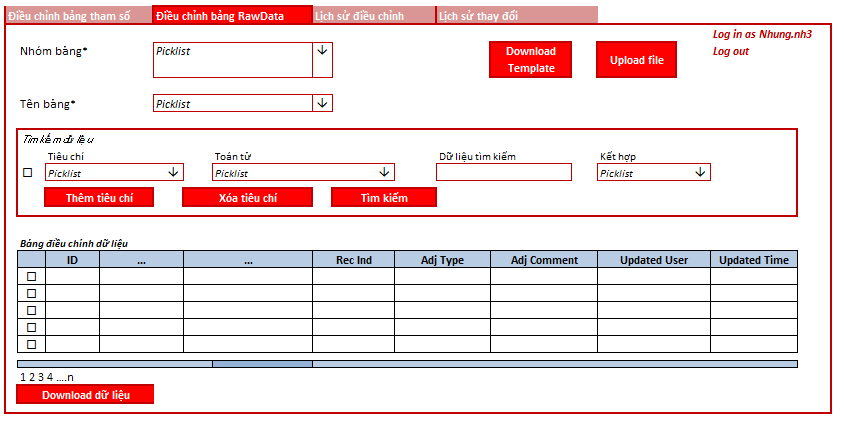 Điều chỉnh bảng tham số
Điều chỉnh bảng RawData
Lịch sử điều chỉnh
Lịch sử thay đổi
Log in as Nhung.nh3
Log out
Nhóm bảng*
Picklist
Download
Template
Upload file
Tên bảng*
Picklist
Tìm kiếm dữ liệu
Tiêu chí
Toán tử
Dữ liệu tìm kiếm
Kết hợp
Picklist
Picklist
Picklist
Thêm tiêu chí
Xóa tiêu chí
Tìm kiếm
Bảng điều chỉnh dữ liệu
ID ... ... Rec Ind Adj Type Adj Comment Updated User Updated Time
1 2 3 4 ....n
Download dữ liệu